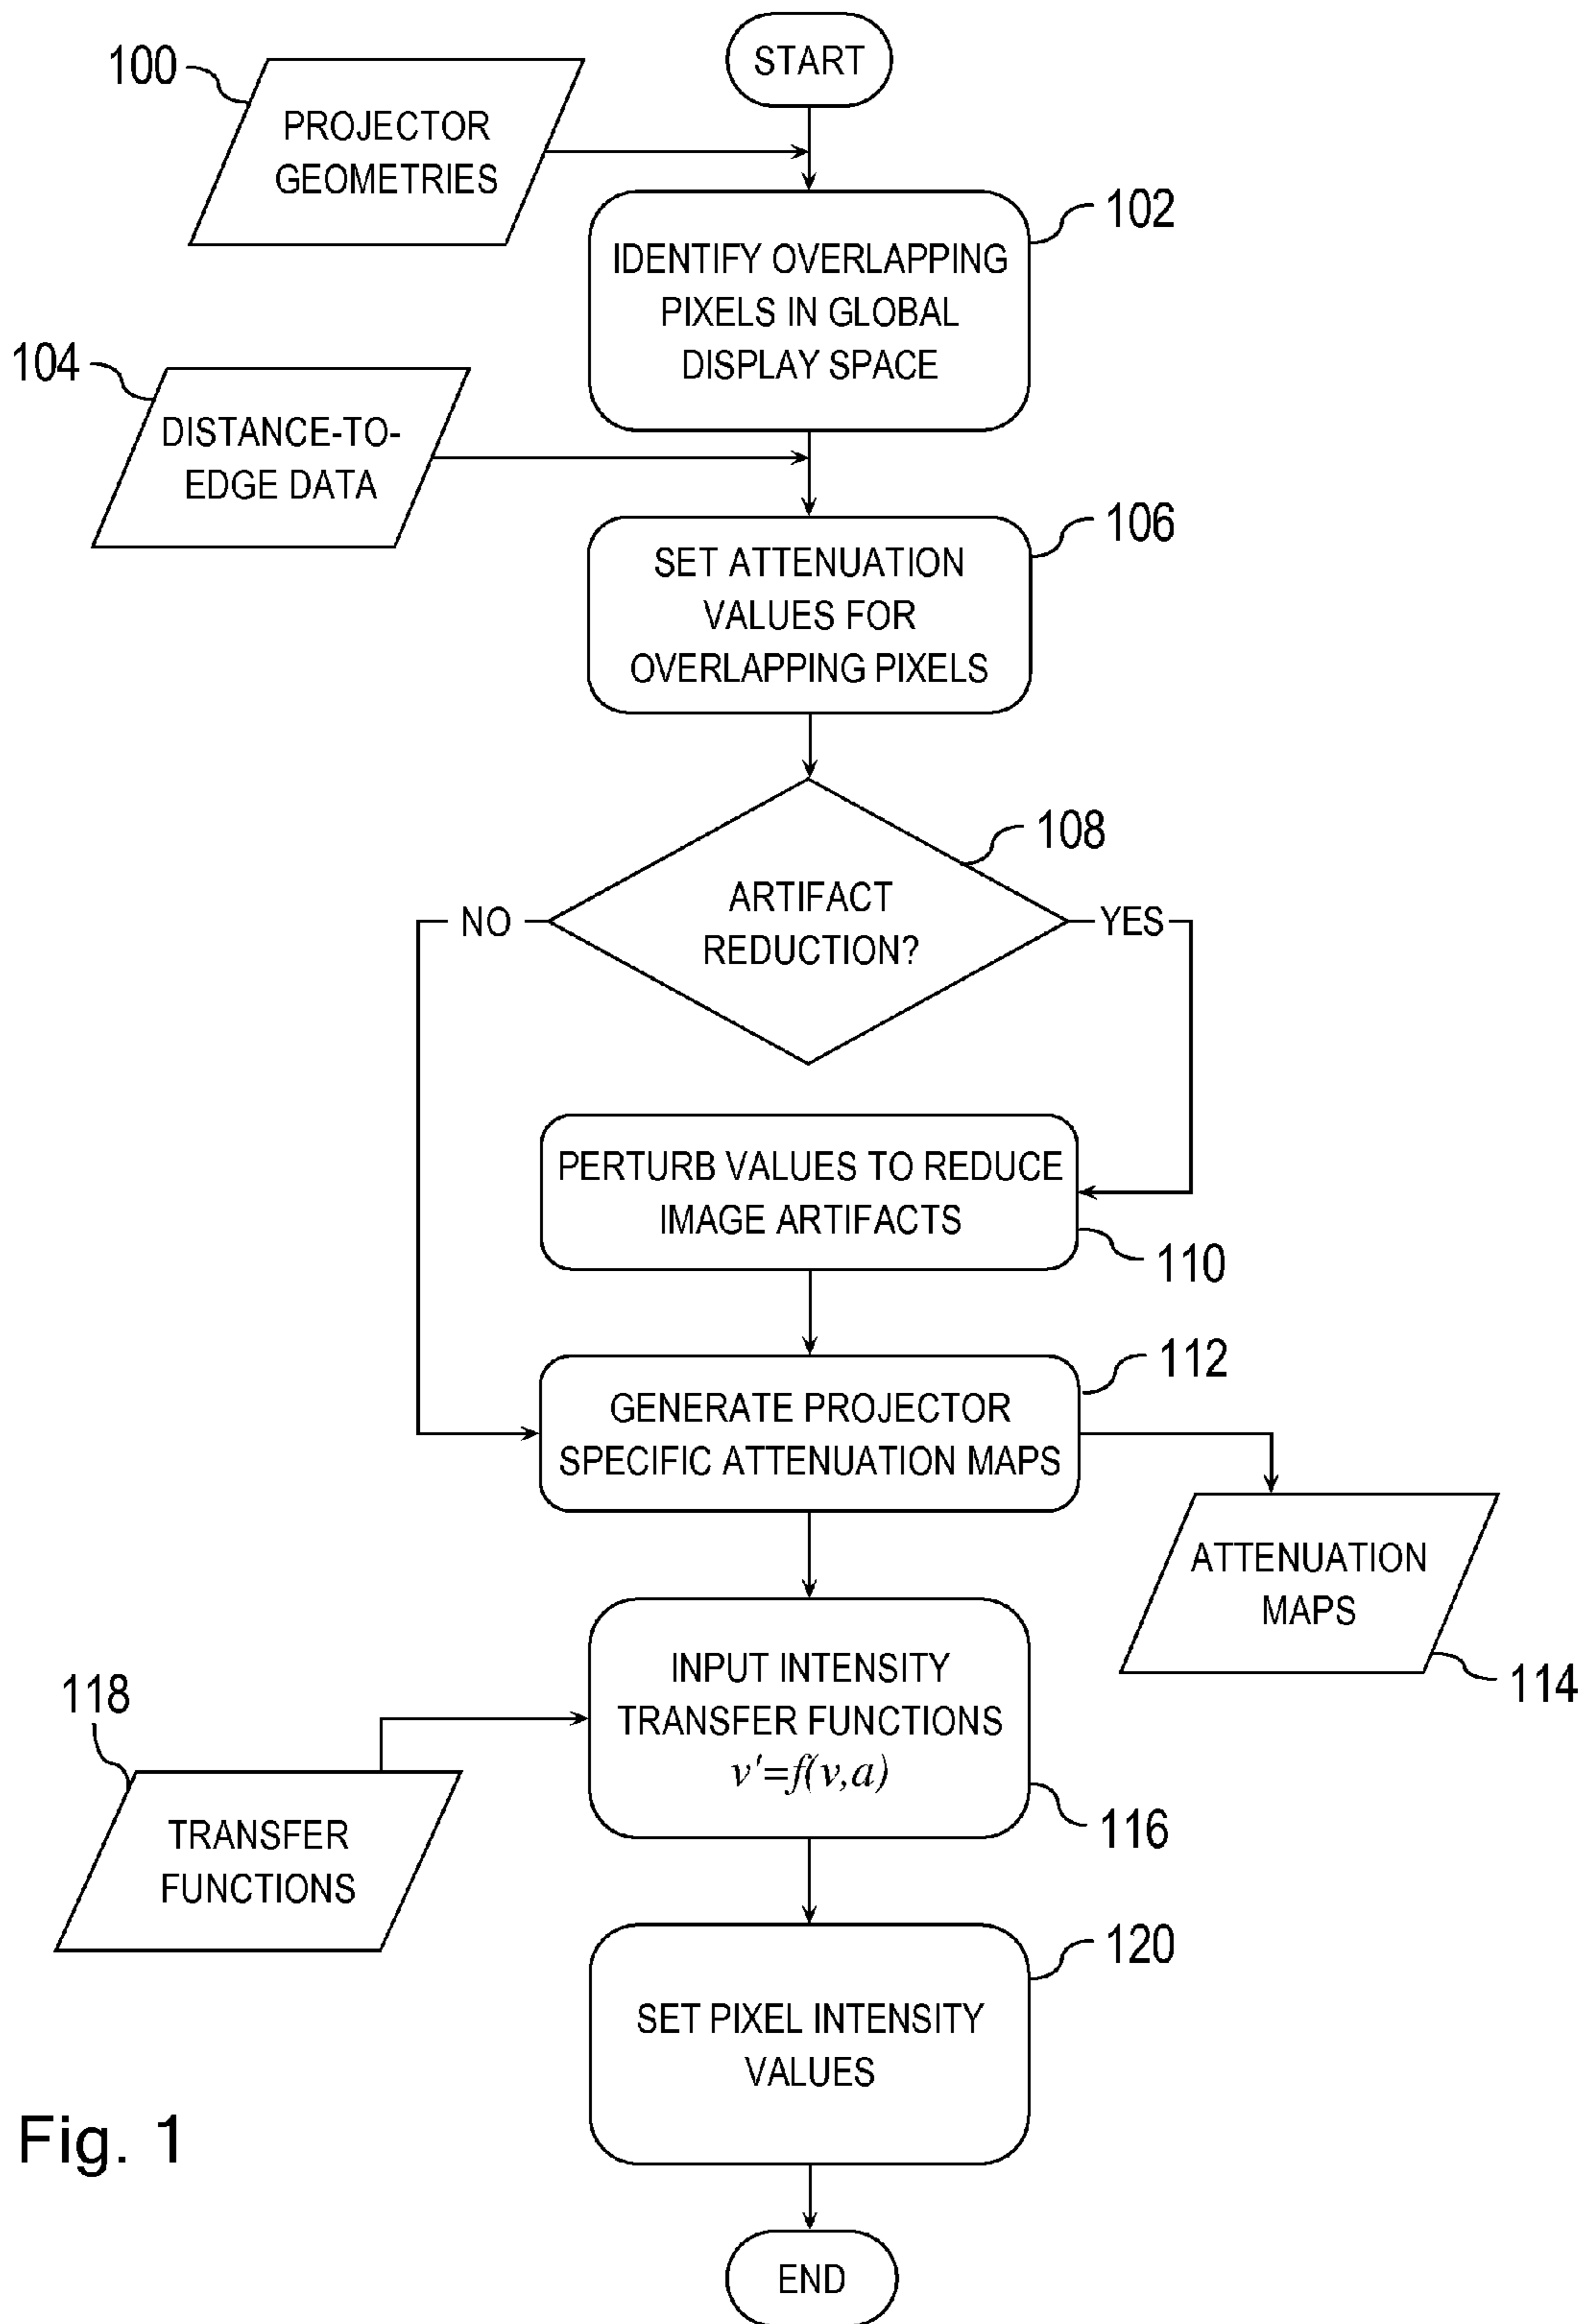 START
100
PROJECTOR
GEOMETRIES
102
IDENTIFY OVERLAPPING
PIXELS IN GLOBAL
DISPLAY SPACE
104
DISTANCE-TO-
EDGE DATA
106
SET ATTENUATION
VALUES FOR
OVERLAPPING PIXELS
108
ARTIFACT
REDUCTION?
NO
YES
PERTURB VALUES TO REDUCE
IMAGE ARTIFACTS
110
112
GENERATE PROJECTOR
SPECIFIC ATTENUATION MAPS
ATTENUATION
MAPS
114
INPUT INTENSITY
TRANSFER FUNCTIONS
v'=f(v,a)
116
118
TRANSFER
FUNCTIONS
120
SET PIXEL INTENSITY
VALUES
Fig. 1
END